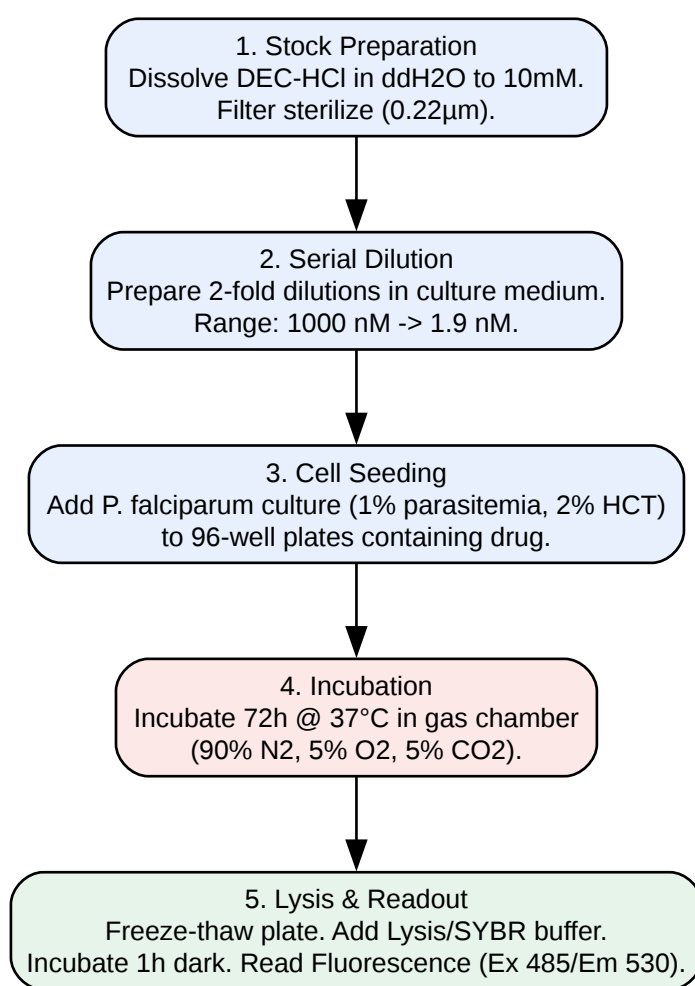 1. Stock Preparation
Dissolve DEC-HCl in ddH2O to 10mM.
Filter sterilize (0.22µm).
2. Serial Dilution
Prepare 2-fold dilutions in culture medium.
Range: 1000 nM -> 1.9 nM.
3. Cell Seeding
Add P. falciparum culture (1% parasitemia, 2% HCT)
to 96-well plates containing drug.
4. Incubation
Incubate 72h @ 37°C in gas chamber
(90% N2, 5% O2, 5% CO2).
5. Lysis & Readout
Freeze-thaw plate. Add Lysis/SYBR buffer.
Incubate 1h dark. Read Fluorescence (Ex 485/Em 530).